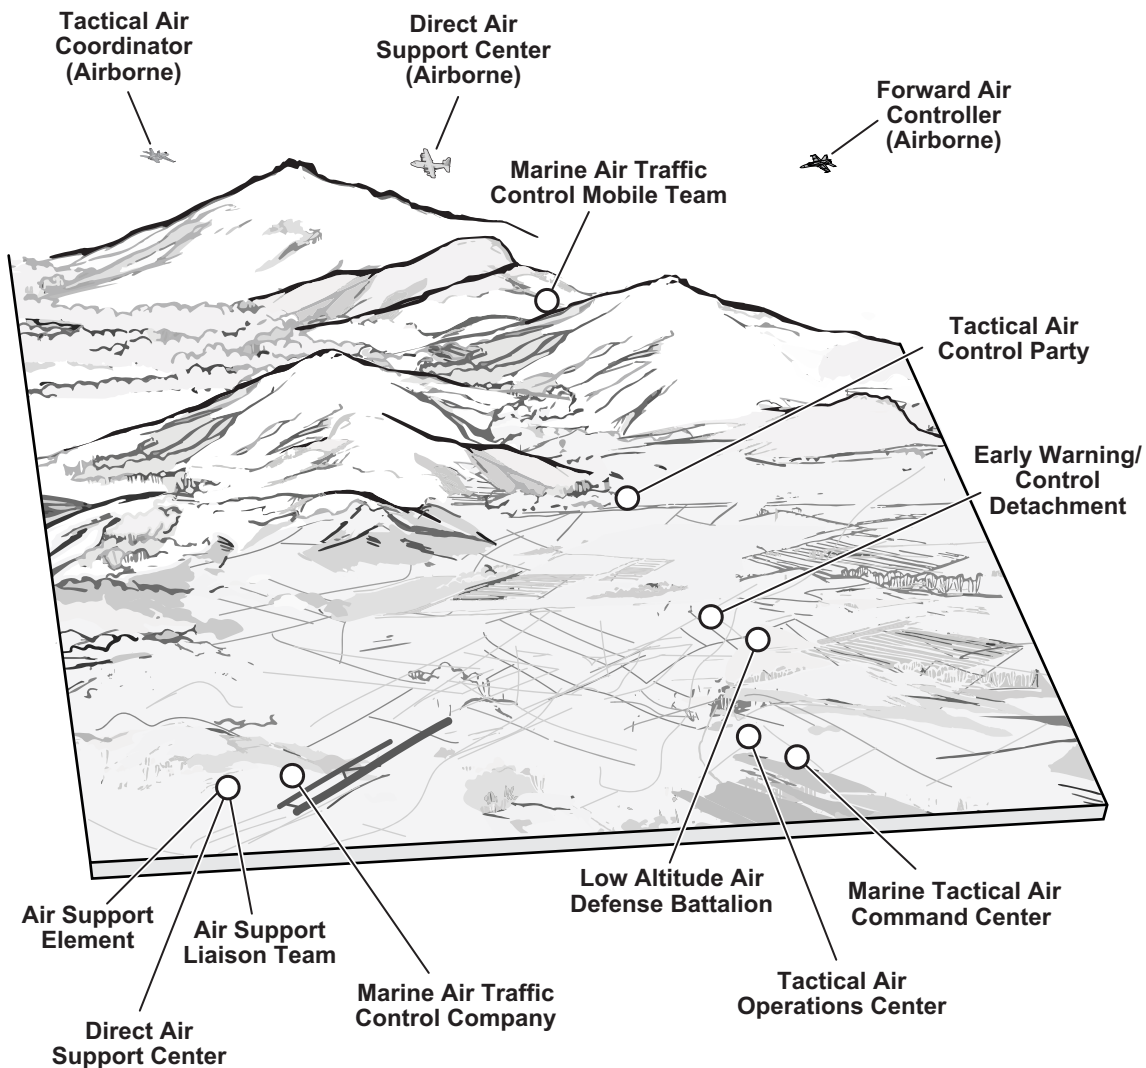 Tactical Air
Coordinator
(Airborne)
Direct Air
Support Center
(Airborne)
Forward Air
Controller
(Airborne)
Marine Air Traffic
Control Mobile Team
Tactical Air
Control Party
Early Warning/
Control
Detachment
Low Altitude Air
Defense Battalion
Marine Tactical Air
Command Center
Air Support
Element
Air Support
Liaison Team
Tactical Air
Operations Center
Marine Air Traffic
Control Company
Direct Air
Support Center